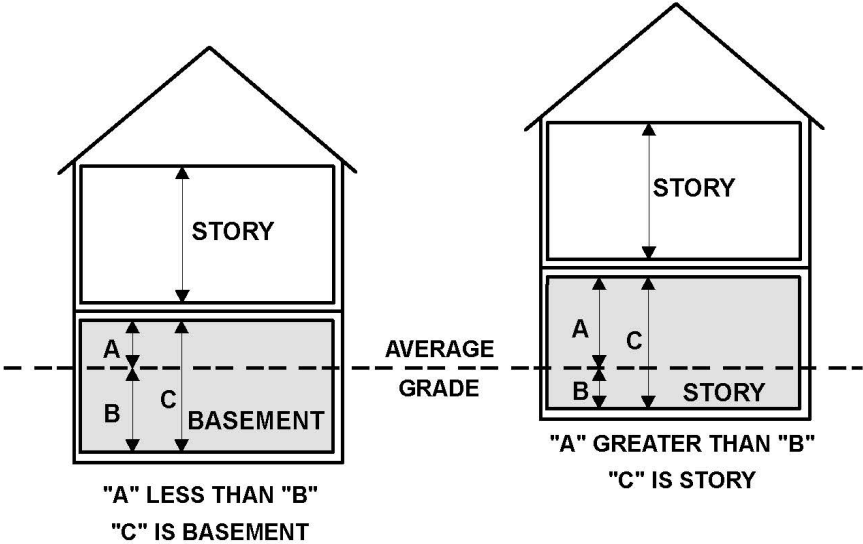 STORY
A
B
C
BASEMENT
"A" LESS THAN "B"
"C" IS BASEMENT
AVERAGE
GRADE
STORY
A
C
B
STORY
"A" GREATER THAN "B"
"C" IS STORY